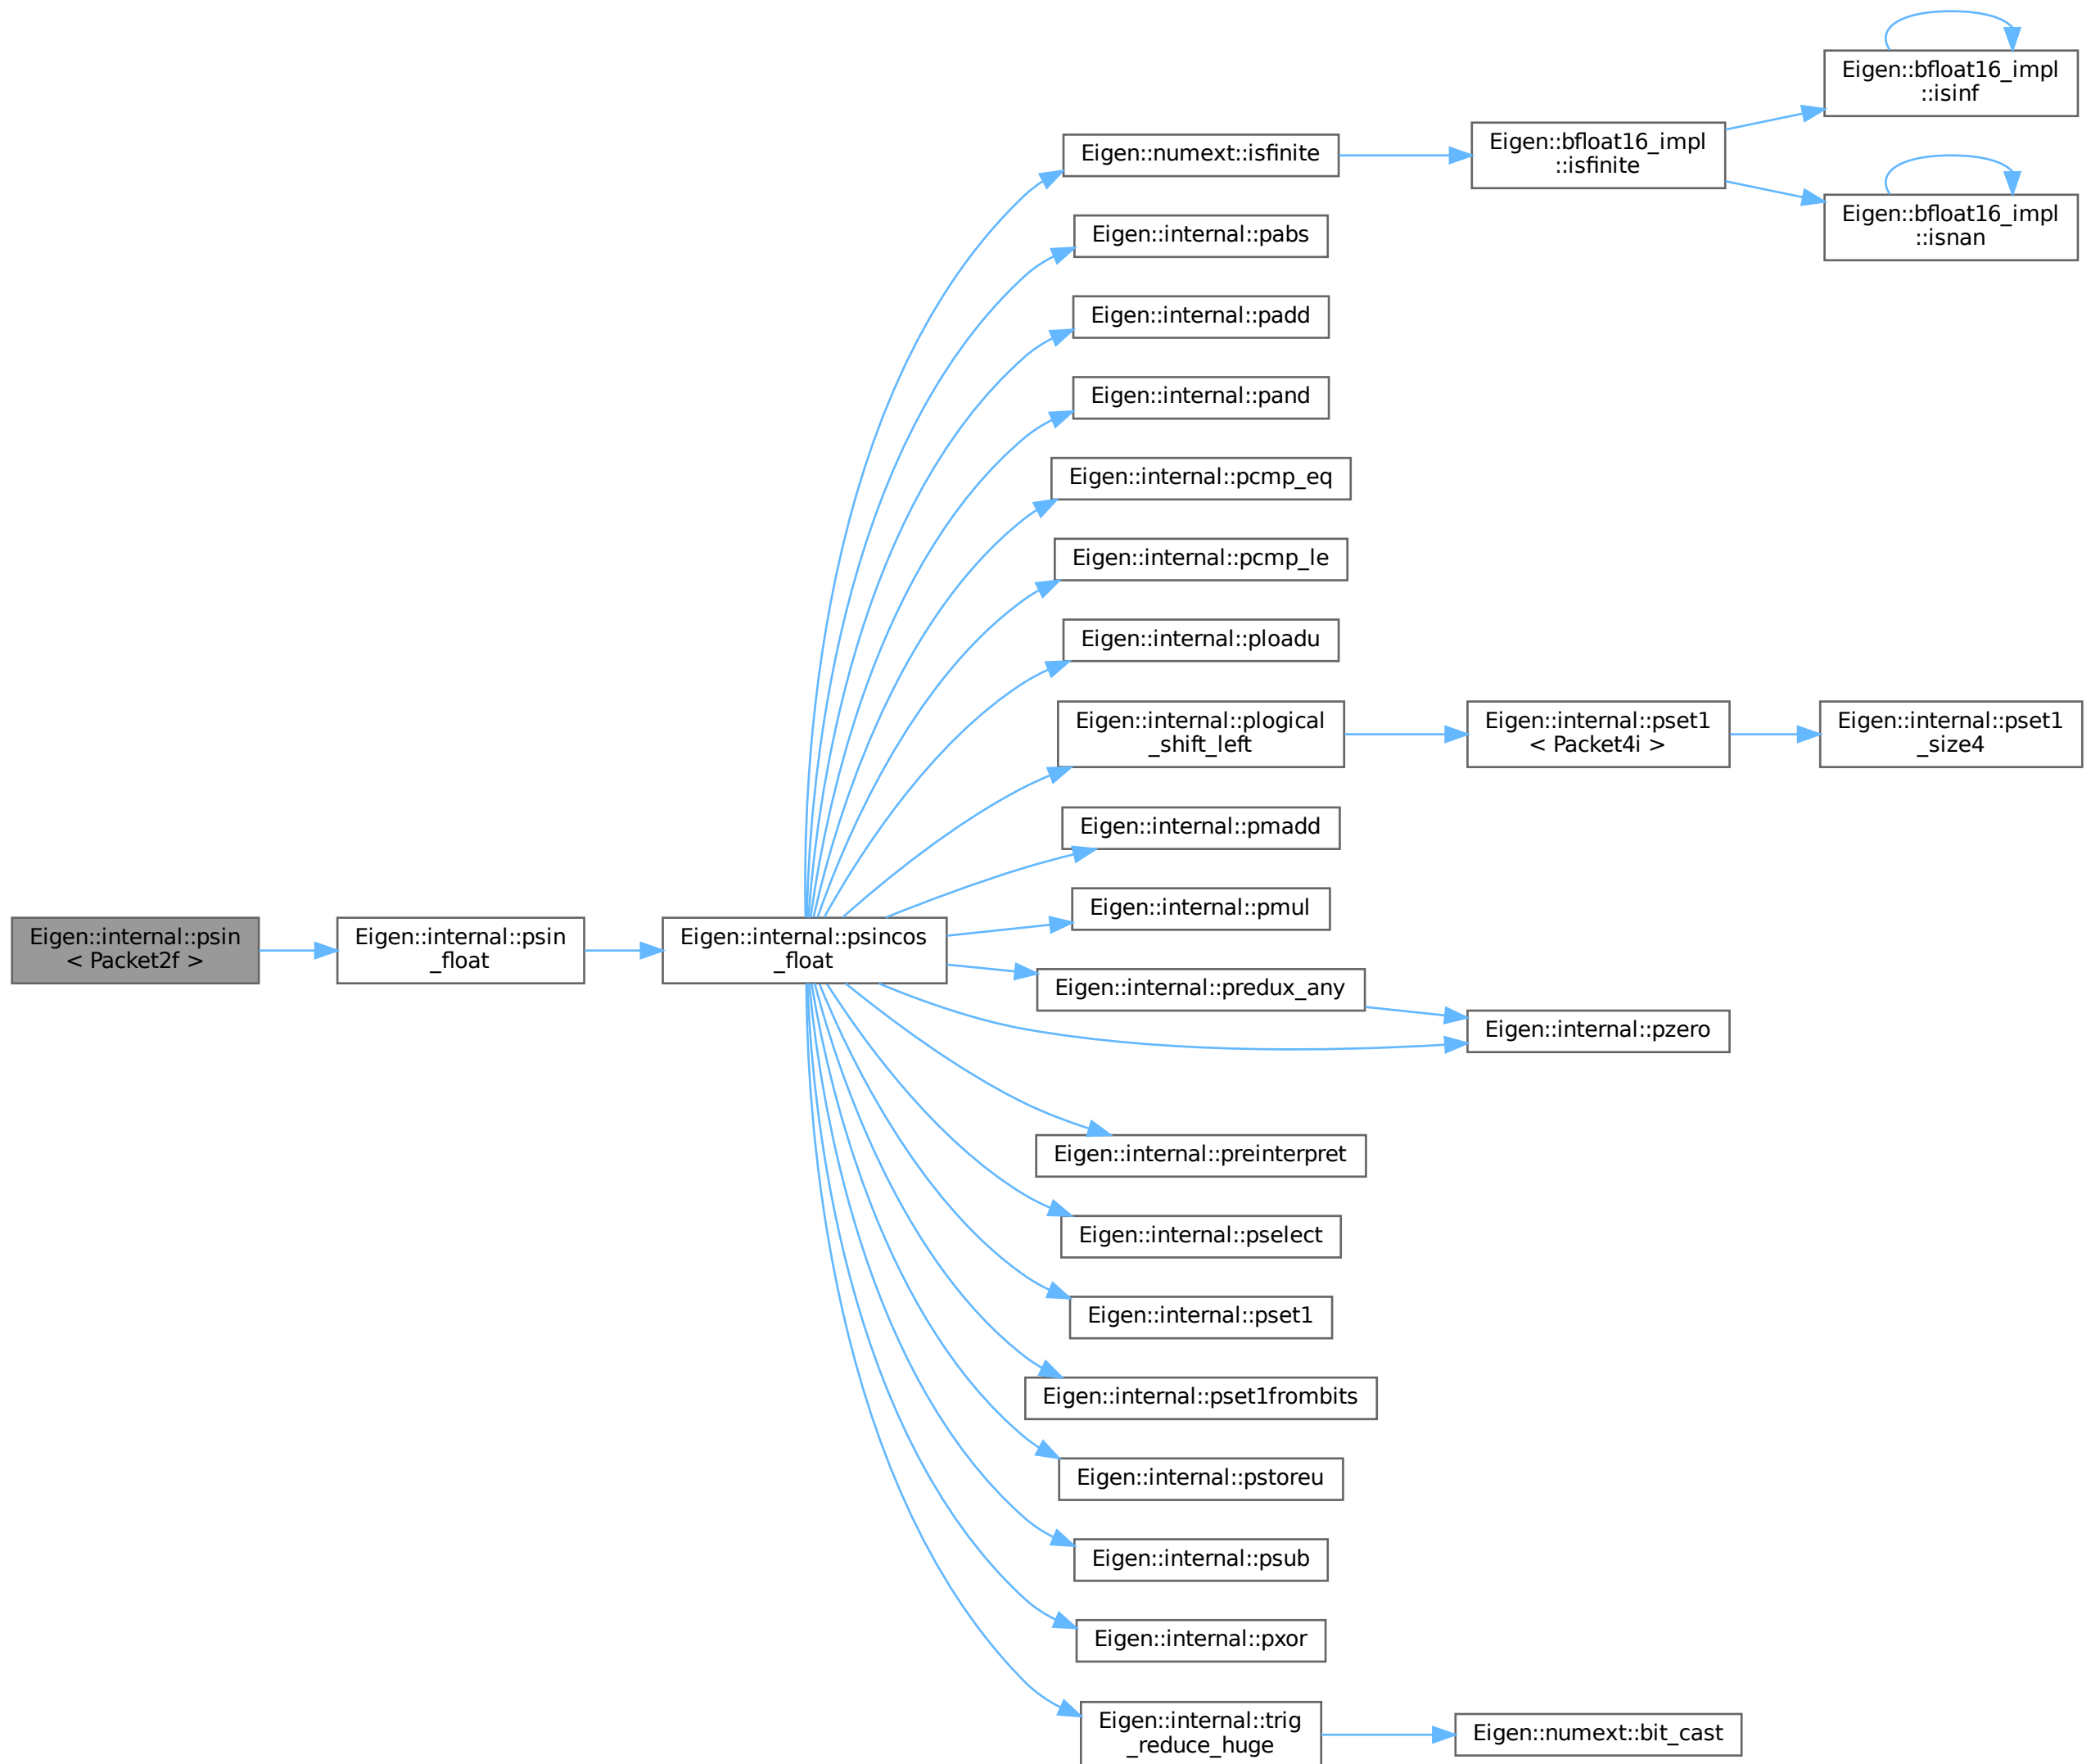 Eigen::internal::psin
< Packet2f >
Eigen::internal::psin
_float
Eigen::internal::psincos
_float
Eigen::numext::isfinite
Eigen::bfloat16_impl
::isfinite
Eigen::bfloat16_impl
::isinf
Eigen::bfloat16_impl
::isnan
Eigen::internal::pabs
Eigen::internal::padd
Eigen::internal::pand
Eigen::internal::pcmp_eq
Eigen::internal::pcmp_le
Eigen::internal::ploadu
Eigen::internal::plogical
_shift_left
Eigen::internal::pset1
< Packet4i >
Eigen::internal::pset1
_size4
Eigen::internal::pmadd
Eigen::internal::pmul
Eigen::internal::predux_any
Eigen::internal::pzero
Eigen::internal::preinterpret
Eigen::internal::pselect
Eigen::internal::pset1
Eigen::internal::pset1frombits
Eigen::internal::pstoreu
Eigen::internal::psub
Eigen::internal::pxor
Eigen::internal::trig
_reduce_huge
Eigen::numext::bit_cast